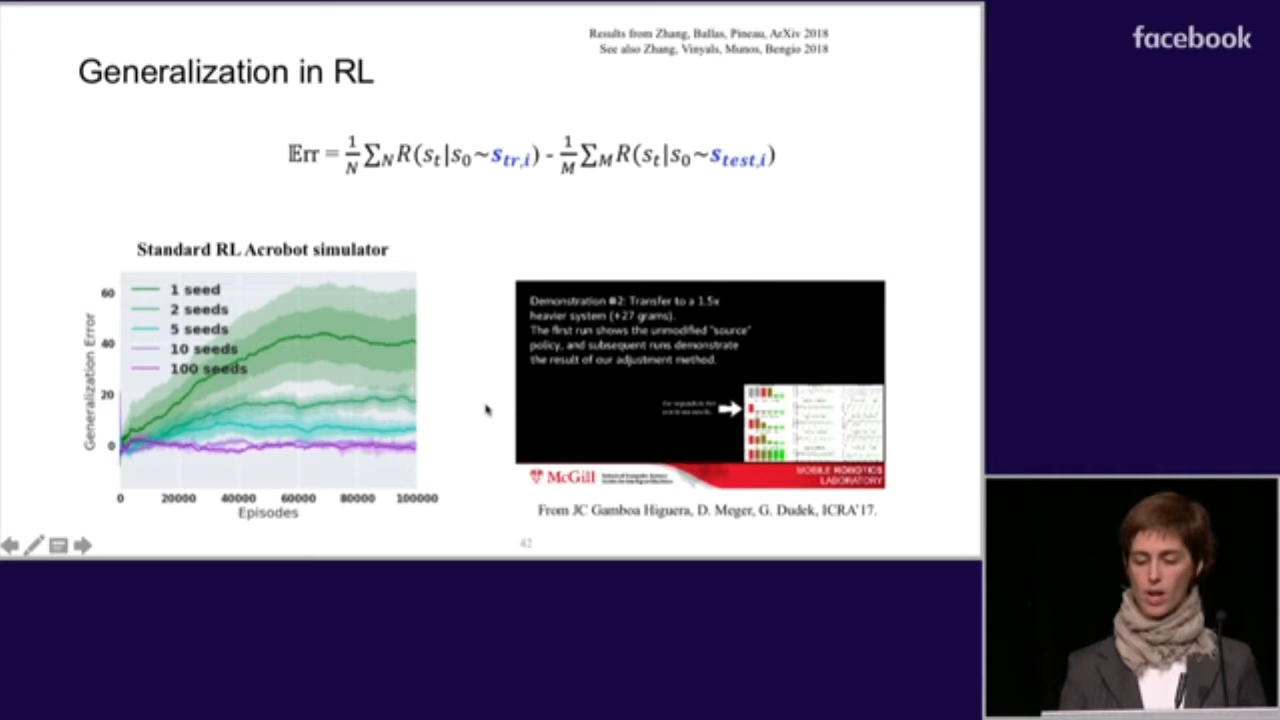 Results from Zhang, Ballas, Pineau, ArXiv 2018
See also Zhang, Vinyals, Munos, Bengio 2018
facebook
Generalization in RL
𝔼rr = 1/N ∑_N R(s_t|s_0~s_tr,i) - 1/M ∑_M R(s_t|s_0~s_test,i)
Standard RL Acrobot simulator
1 seed
2 seeds
5 seeds
10 seeds
100 seeds
60
40
20
0
Generalization Error
0 20000 40000 60000 80000 100000
Episodes
Demonstration #2: Transfer to a 1.5x
heavier system (+27 grams).
The first run shows the unmodified "source"
policy, and subsequent runs demonstrate
the result of our adjustment method.
McGill
MOBILE ROBOTICS
LABORATORY
From JC Gamboa Higuera, D. Meger, G. Dudek, ICRA'17.
42